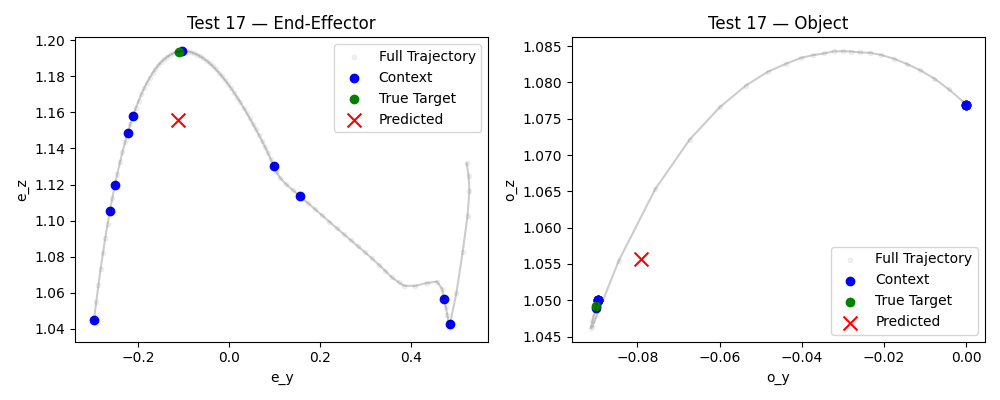 Test 17 — End-Effector
1.20
1.18
1.16
1.14
1.12
1.10
1.08
1.06
1.04
e_z
−0.2
0.0
0.2
0.4
e_y
Full Trajectory
Context
True Target
Predicted
Test 17 — Object
1.085
1.080
1.075
1.070
1.065
1.060
1.055
1.050
1.045
o_z
−0.08
−0.06
−0.04
−0.02
0.00
o_y
Full Trajectory
Context
True Target
Predicted